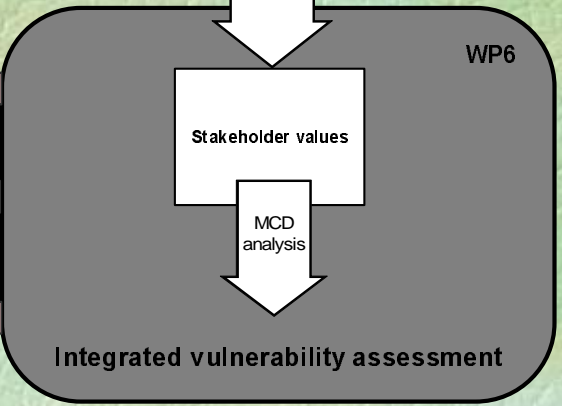 WP6
Stakeholder values
MCD
analysis
Integrated vulnerability assessment